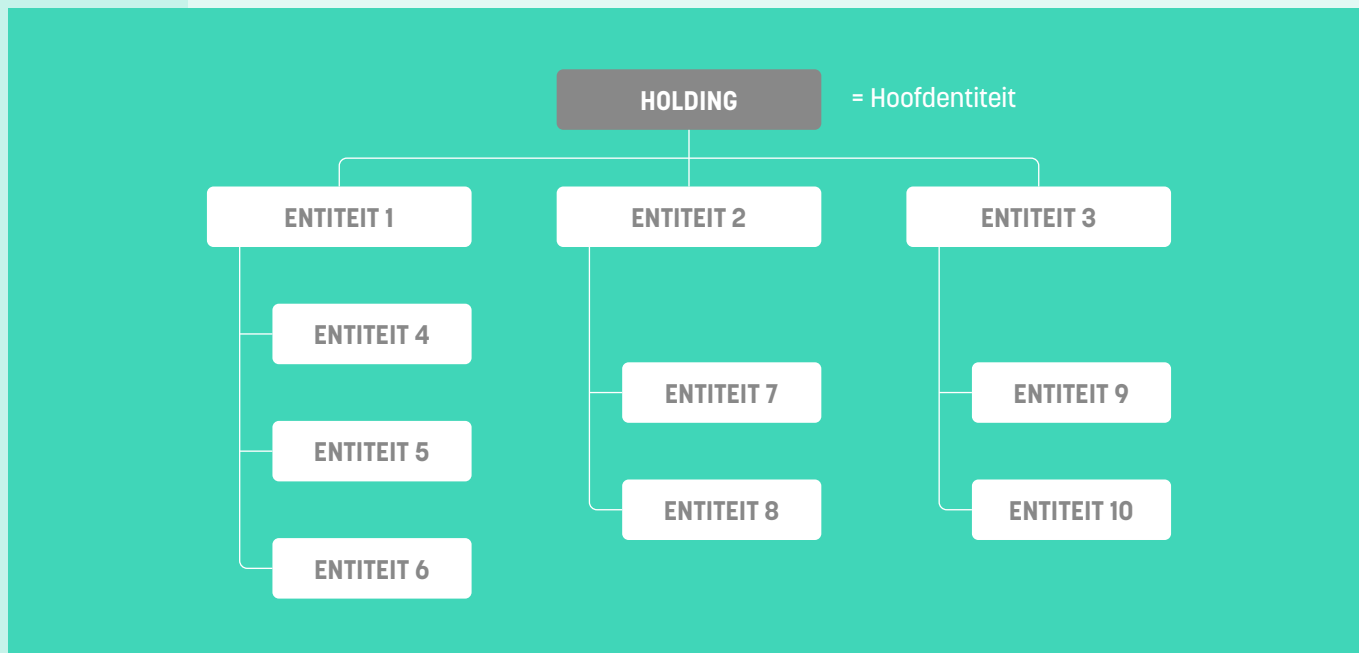 HOLDING
= Hoofdentiteit
ENTITEIT 1
ENTITEIT 2
ENTITEIT 3
ENTITEIT 4
ENTITEIT 5
ENTITEIT 6
ENTITEIT 7
ENTITEIT 8
ENTITEIT 9
ENTITEIT 10